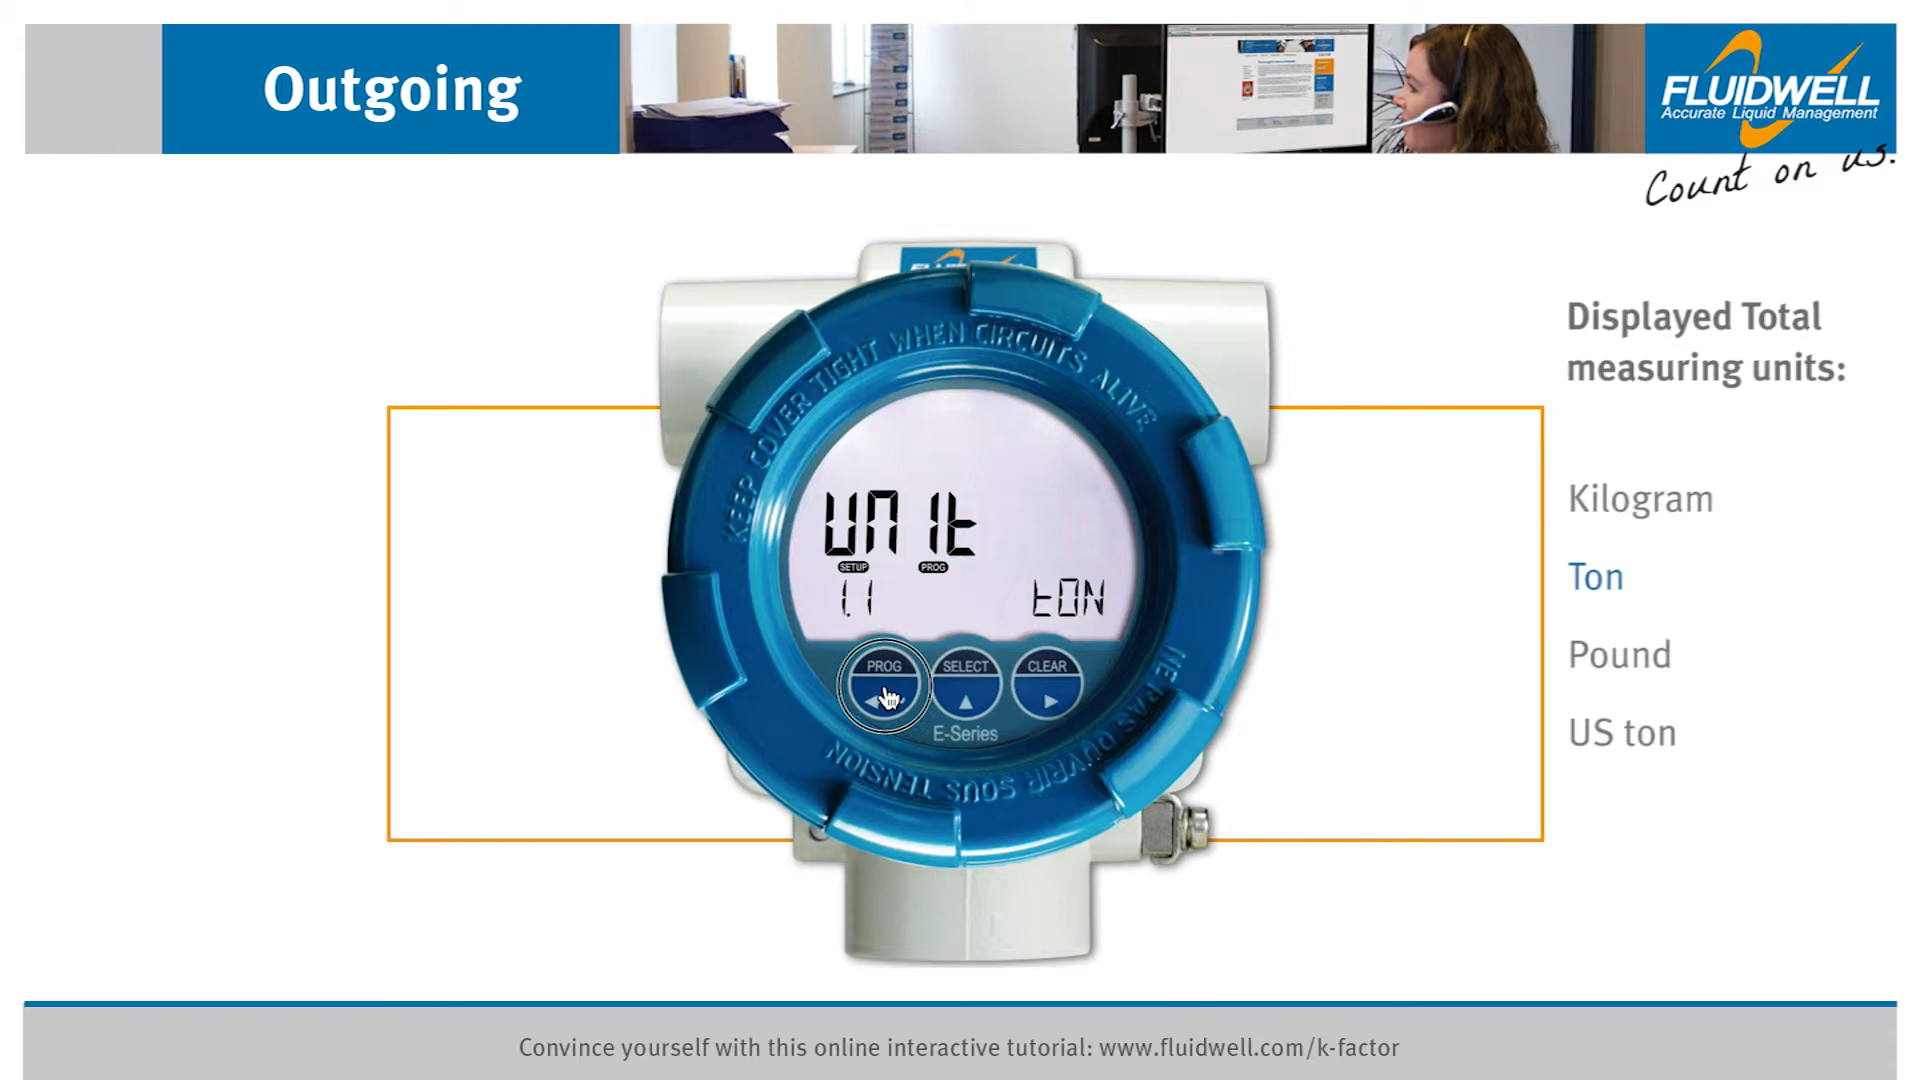 Outgoing
FLUIDWELL
Accurate Liquid Management
Count on us.
KEEP COVER TIGHT WHEN CIRCUITS ALIVE
UNIt
SETUP PROG
1.1 tON
PROG SELECT CLEAR
E-Series
NE PAS OUVRIR SOUS TENSION
Displayed Total
measuring units:
Kilogram
Ton
Pound
US ton
Convince yourself with this online interactive tutorial: www.fluidwell.com/k-factor